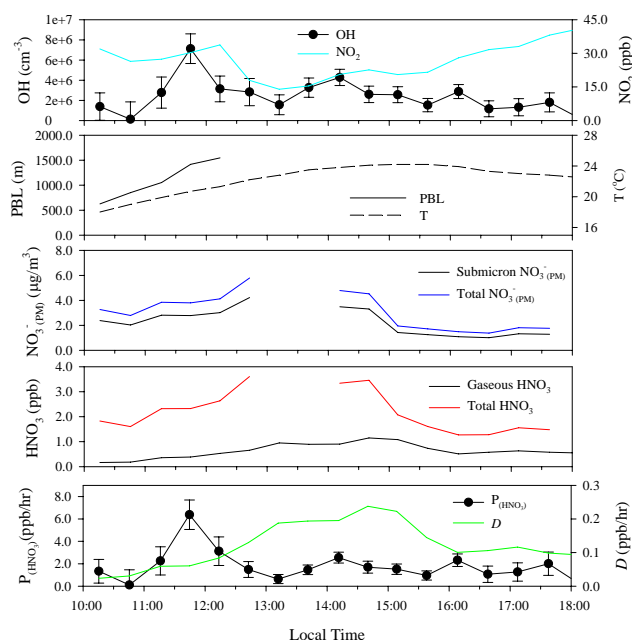 1e+7
8e+6
6e+6
4e+6
2e+6
0
OH (cm⁻³)
OH
NO₂
45.0
30.0
15.0
0.0
NOₓ (ppb)
2000.0
1500.0
1000.0
500.0
0.0
PBL (m)
PBL
T
28
24
20
16
T (°C)
8.0
6.0
4.0
2.0
0.0
NO₃⁻(PM) (μg/m³)
Submicron NO₃⁻(PM)
Total NO₃⁻(PM)
4.0
3.0
2.0
1.0
0.0
HNO₃ (ppb)
Gaseous HNO₃
Total HNO₃
8.0
6.0
4.0
2.0
0.0
P(HNO₃) (ppb/hr)
P(HNO₃)
D
0.3
0.2
0.1
0.0
D (ppb/hr)
10:00 11:00 12:00 13:00 14:00 15:00 16:00 17:00 18:00
Local Time